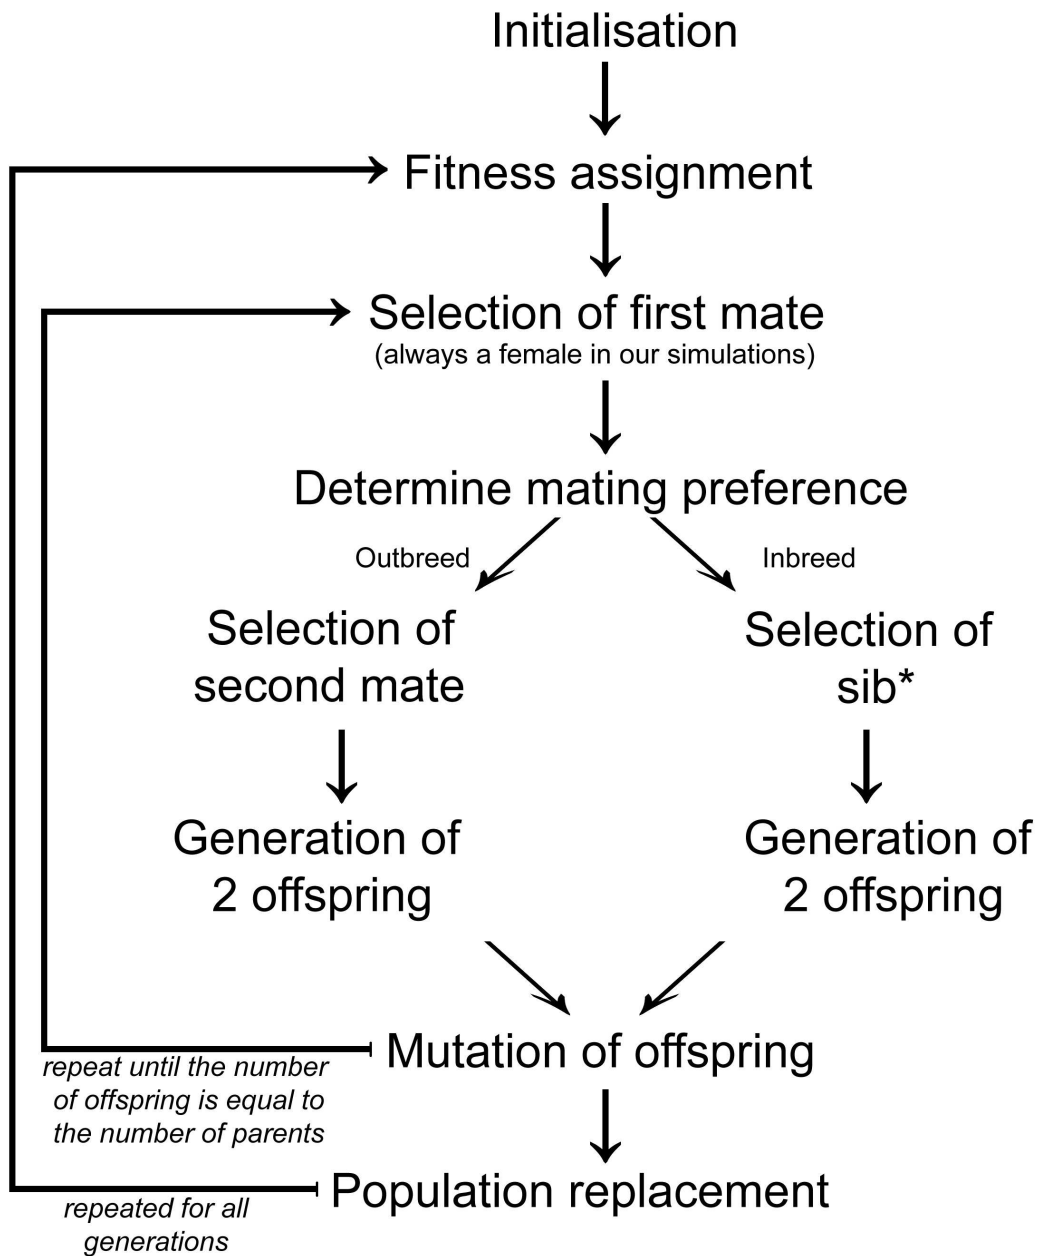 Initialisation
Fitness assignment
Selection of first mate
(always a female in our simulations)
Determine mating preference
Outbreed
Inbreed
Selection of
second mate
Selection of
sib*
Generation of
2 offspring
Generation of
2 offspring
Mutation of offspring
repeat until the number
of offspring is equal to
the number of parents
Population replacement
repeated for all
generations